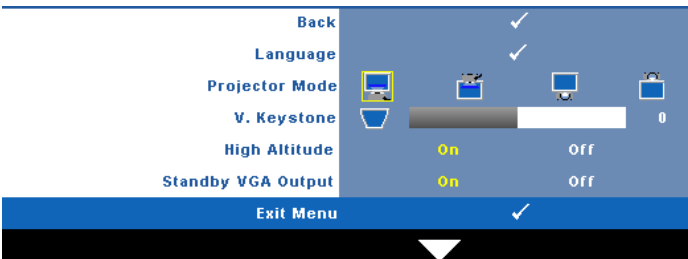 Back
Language
Projector Mode
V. Keystone 0
High Altitude On Off
Standby VGA Output On Off
Exit Menu